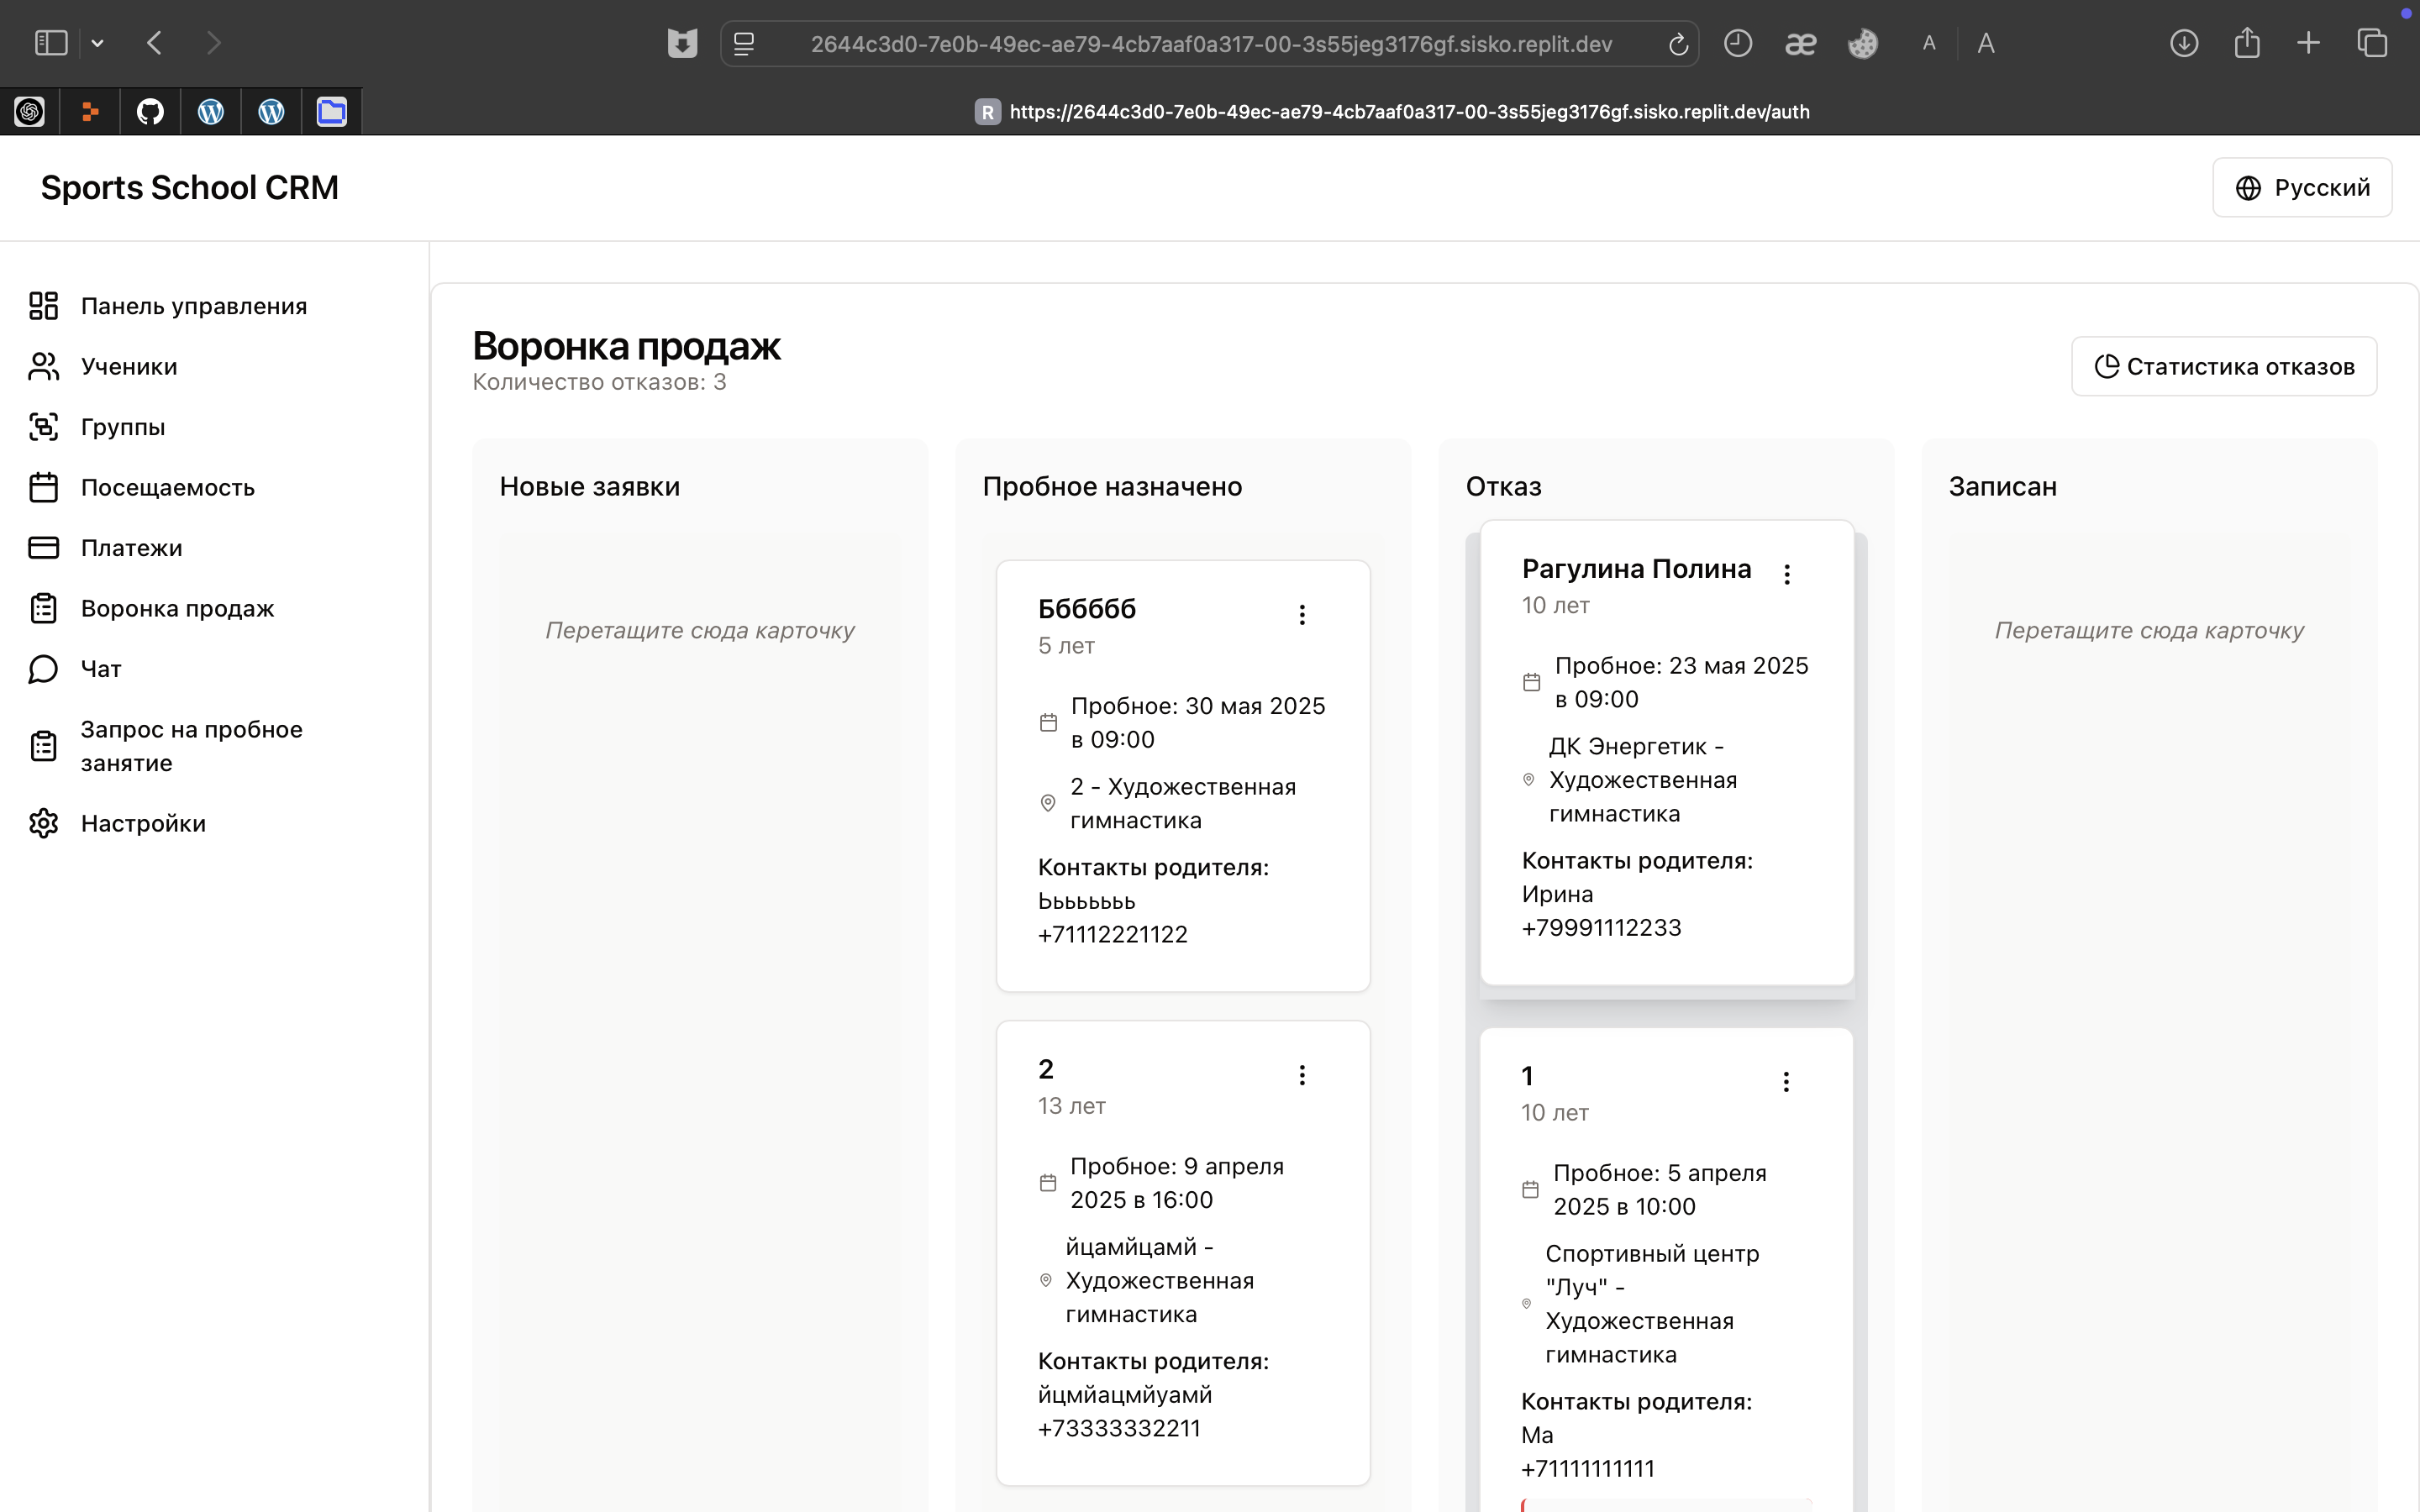 2644c3d0-7e0b-49ec-ae79-4cb7aaf0a317-00-3s55jeg3176gf.sisko.replit.dev
æ
A
A
R
https://2644c3d0-7e0b-49ec-ae79-4cb7aaf0a317-00-3s55jeg3176gf.sisko.replit.dev/auth
Sports School CRM
Русский
Панель управления
Ученики
Группы
Посещаемость
Платежи
Воронка продаж
Чат
Запрос на пробное
занятие
Настройки
Воронка продаж
Количество отказов: 3
Статистика отказов
Новые заявки
Перетащите сюда карточку
Пробное назначено
Бббббб
5 лет
Пробное: 30 мая 2025
в 09:00
2 - Художественная
гимнастика
Контакты родителя:
Ььььььь
+71112221122
2
13 лет
Пробное: 9 апреля
2025 в 16:00
йцамйцамй -
Художественная
гимнастика
Контакты родителя:
йцмйацмйуамй
+73333332211
Отказ
Рагулина Полина
10 лет
Пробное: 23 мая 2025
в 09:00
ДК Энергетик -
Художественная
гимнастика
Контакты родителя:
Ирина
+79991112233
1
10 лет
Пробное: 5 апреля
2025 в 10:00
Спортивный центр
"Луч" -
Художественная
гимнастика
Контакты родителя:
Ма
+71111111111
Записан
Перетащите сюда карточку